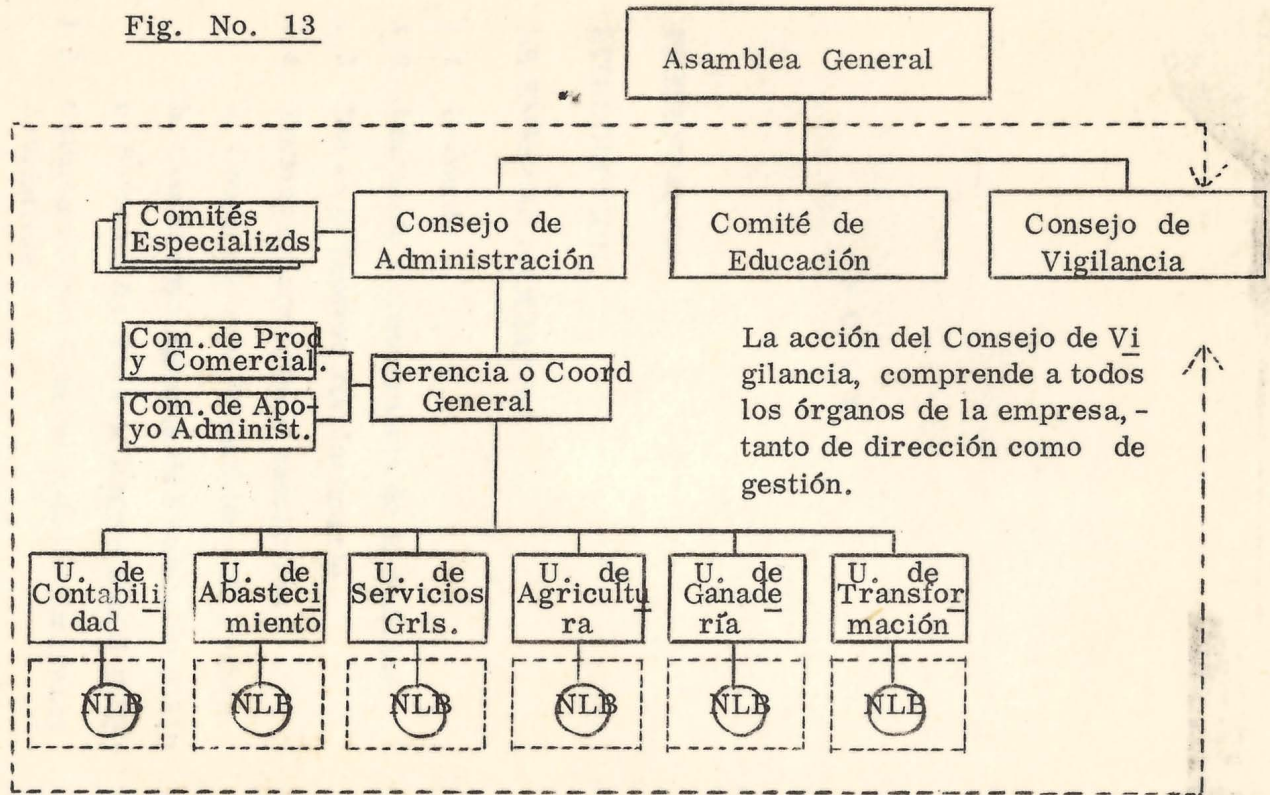 Fig. No. 13
Asamblea General
Comités
Especializds.
Consejo de
Administración
Comité de
Educación
Consejo de
Vigilancia
Com. de Prod
y Comercial.
Com. de Apo-
yo Administ.
Gerencia o Coord
General
La acción del Consejo de Vi
gilancia, comprende a todos
los órganos de la empresa, -
tanto de dirección como de
gestión.
U. de
Contabili
dad
U. de
Abasteci
miento
U. de
Servicios
Grls.
U. de
Agricultu
ra
U. de
Ganade
ría
U. de
Transfor
mación
NLB
NLB
NLB
NLB
NLB
NLB